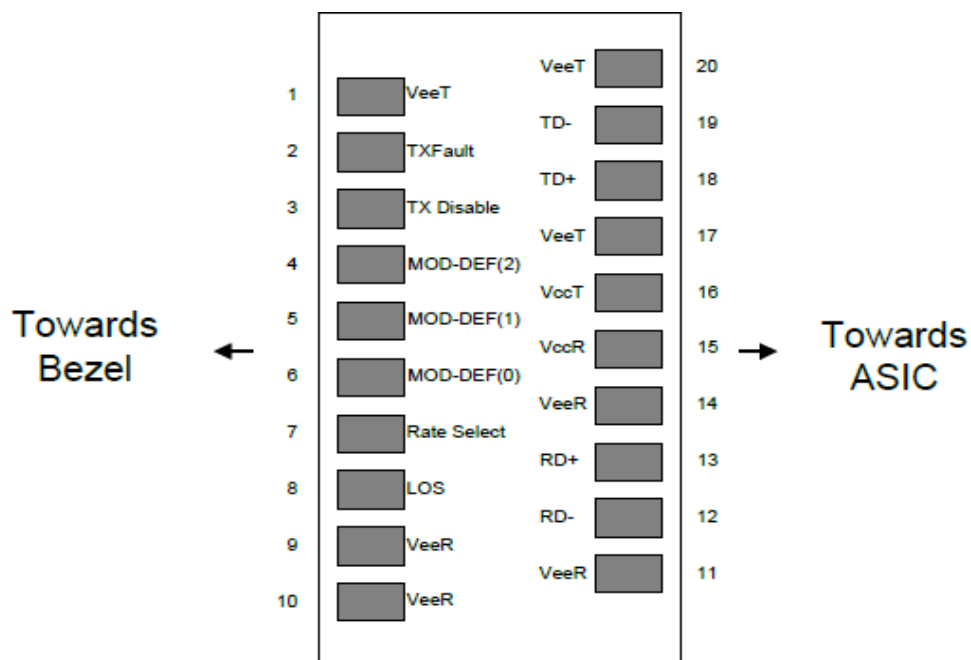 VeeT 20
1 VeeT
TD- 19
2 TXFault
TD+ 18
3 TX Disable
VeeT 17
4 MOD-DEF(2)
VccT 16
5 MOD-DEF(1)
Towards
Bezel
VccR 15
Towards
ASIC
6 MOD-DEF(0)
VeeR 14
7 Rate Select
RD+ 13
8 LOS
RD- 12
9 VeeR
VeeR 11
10 VeeR